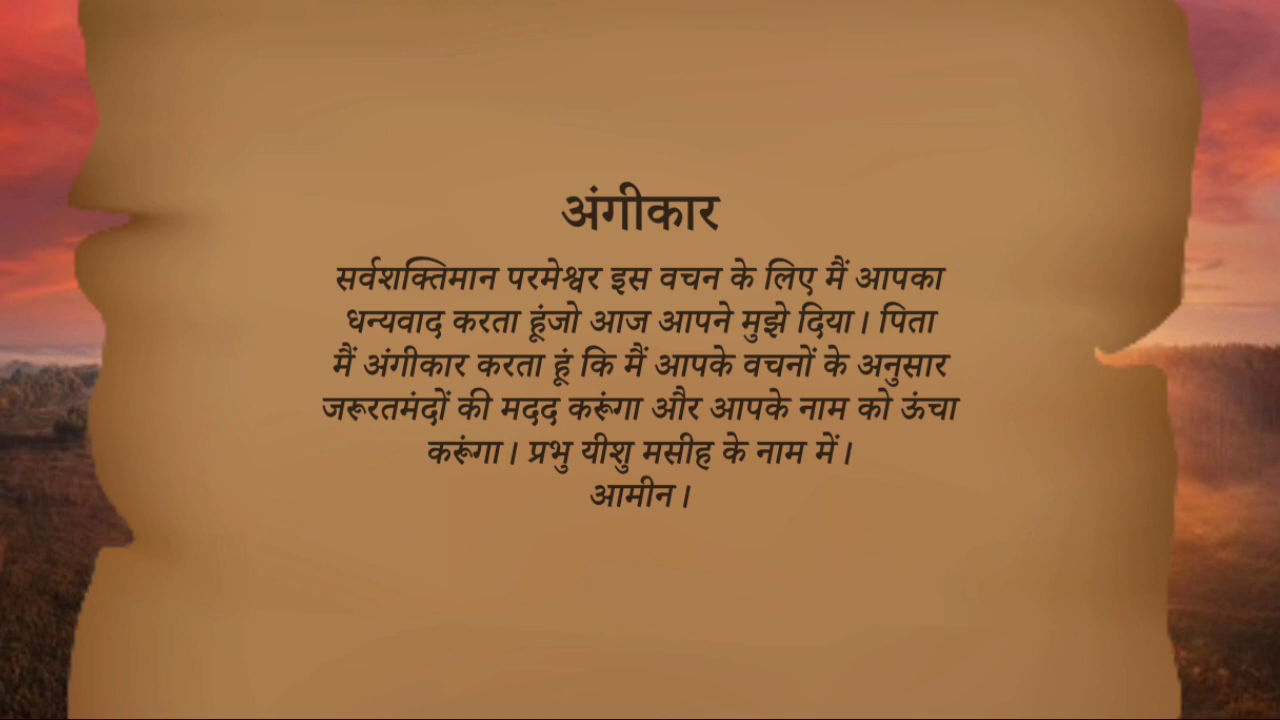 अंगीकार
सर्वशक्तिमान परमेश्वर इस वचन के लिए मैं आपका
धन्यवाद करता हूंजो आज आपने मुझे दिया। पिता
मैं अंगीकार करता हूं कि मैं आपके वचनों के अनुसार
जरूरतमंदों की मदद करूंगा और आपके नाम को ऊंचा
करूंगा। प्रभु यीशु मसीह के नाम में।
आमीन।